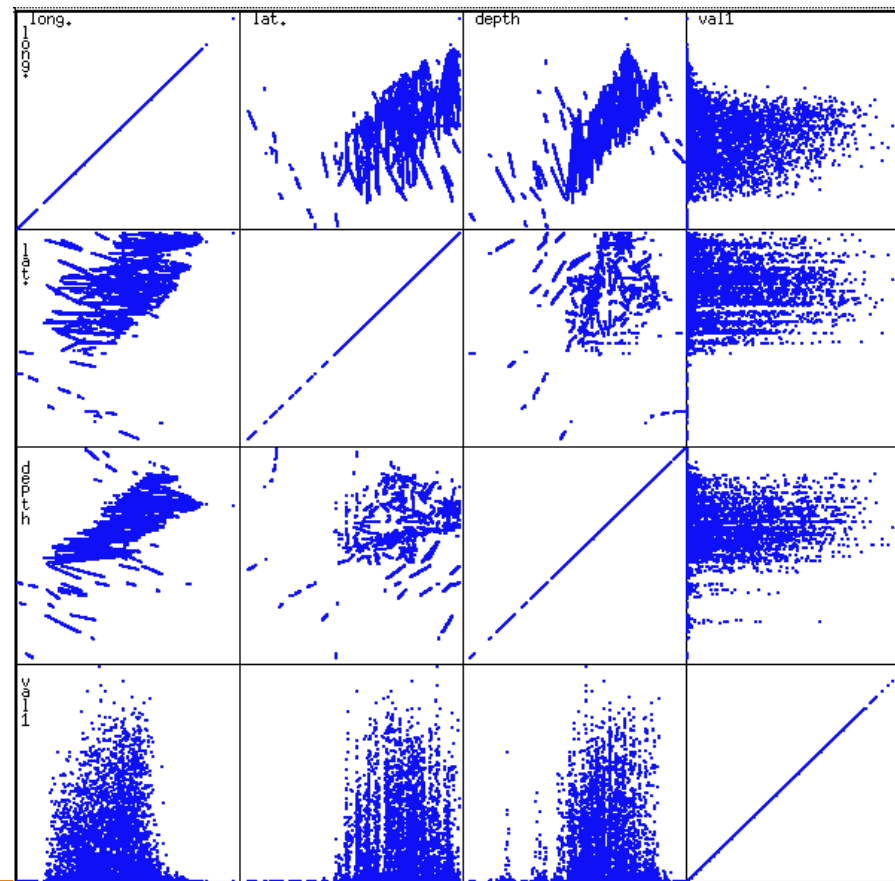 long.
lat.
depth
val1
long.
lat.
depth
val1